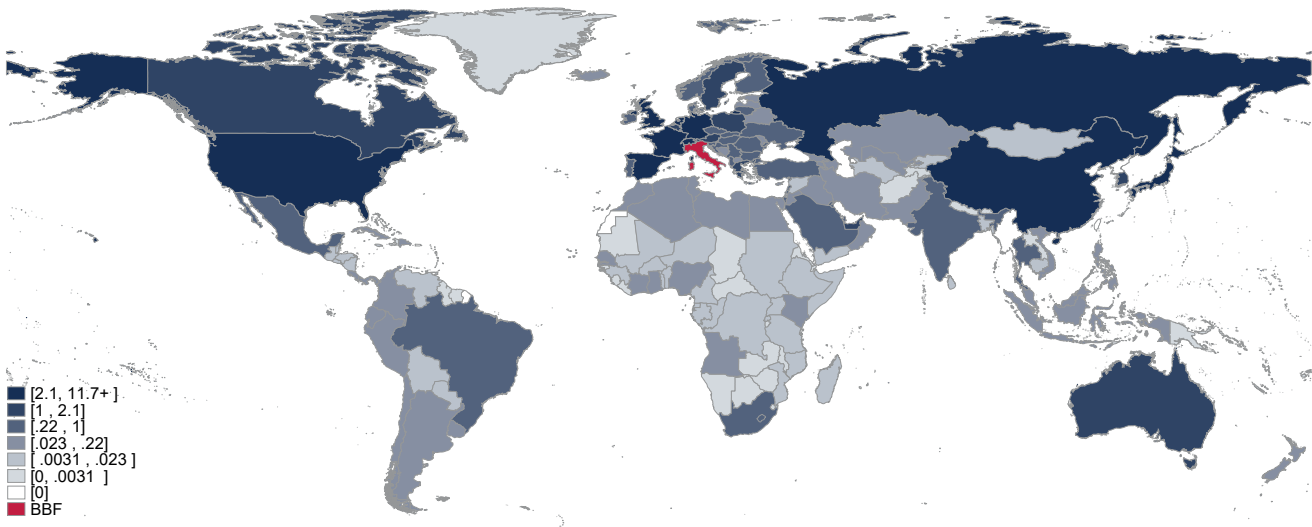 [2.1, 11.7+ ]
[1 , 2.1]
[.22 , 1]
[.023 , .22]
[ .0031 , .023 ]
[0, .0031  ]
[0]
BBF